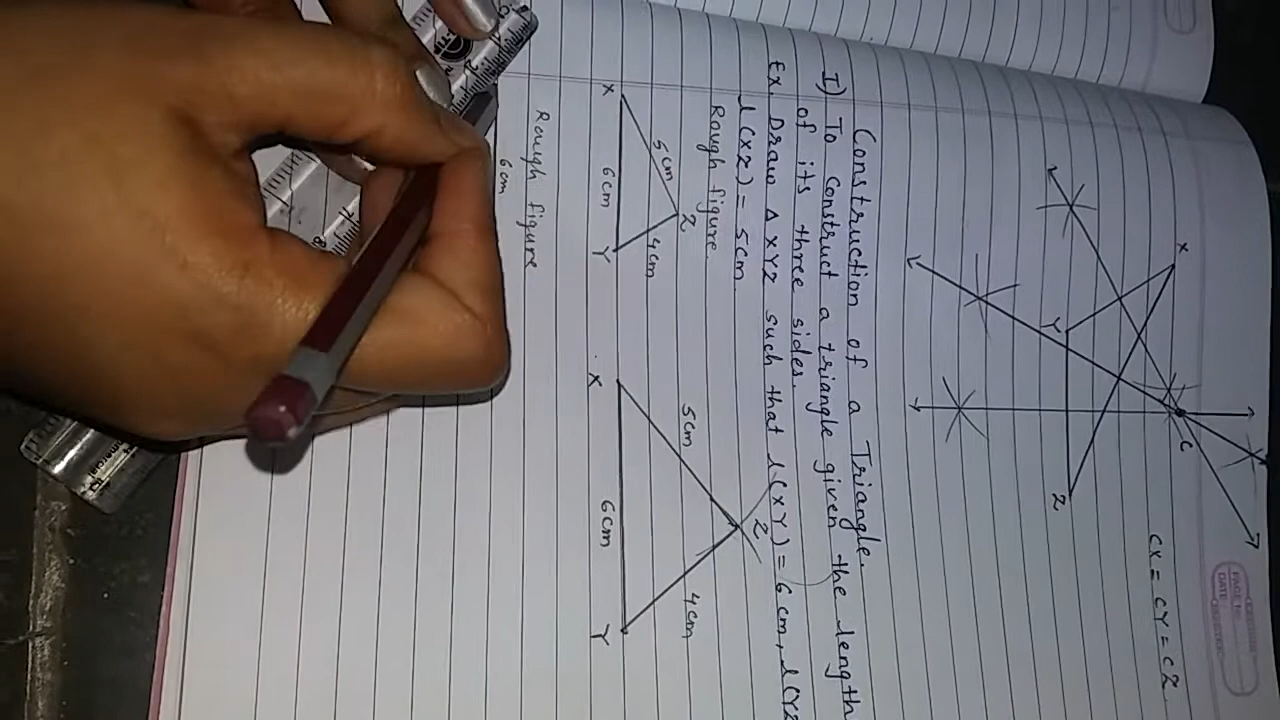 CX = CY = CZ
X
Y
Z
C
Construction of a Triangle.
I) To construct a triangle given the length
of its three sides.
Ex. Draw Δ XYZ such that l(XY) = 6 cm, l(YZ
l(XZ) = 5cm
Rough figure.
Z
5cm
4cm
X
6cm
Y
Z
5cm
4cm
X
6cm
Y
Rough figure
6cm